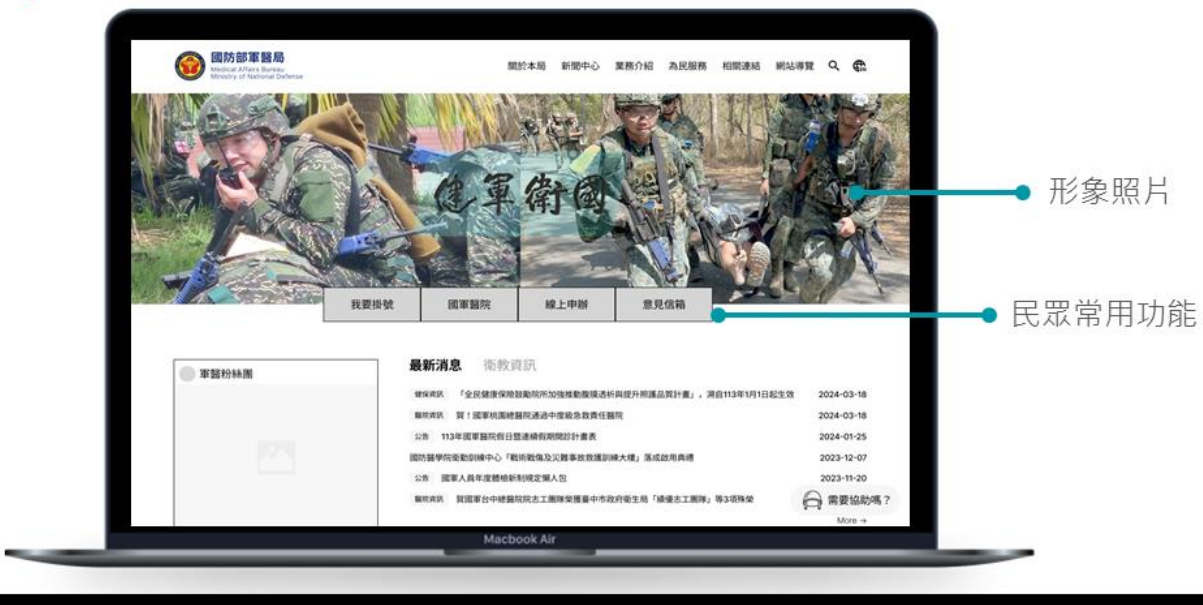 國防部軍醫局
Medical Affairs Bureau
Ministry of National Defense
關於本局 新聞中心 業務介紹 為民服務 相關連結 網站導覽
EN
健軍衛國
形象照片
我要掛號 國軍醫院 線上申辦 意見信箱
民眾常用功能
軍醫粉絲團
最新消息 衛教資訊
健保資訊 「全民健康保險鼓勵院所加強推動腹膜透析與提升照護品質計畫」，溯自113年1月1日起生效 2024-03-18
醫院資訊 賀！國軍桃園總醫院通過中度級急救責任醫院 2024-03-18
公告 113年國軍醫院假日暨連續假期開診計畫表 2024-01-25
國防醫學院衛勤訓練中心「戰術戰傷及災難事故救護訓練大樓」落成啟用典禮 2023-12-07
公告 國軍人員年度體檢新制規定懶人包 2023-11-20
醫院資訊 賀國軍台中總醫院院志工團隊榮獲臺中市政府衛生局「績優志工團隊」等3項殊榮
需要協助嗎？
More →
Macbook Air